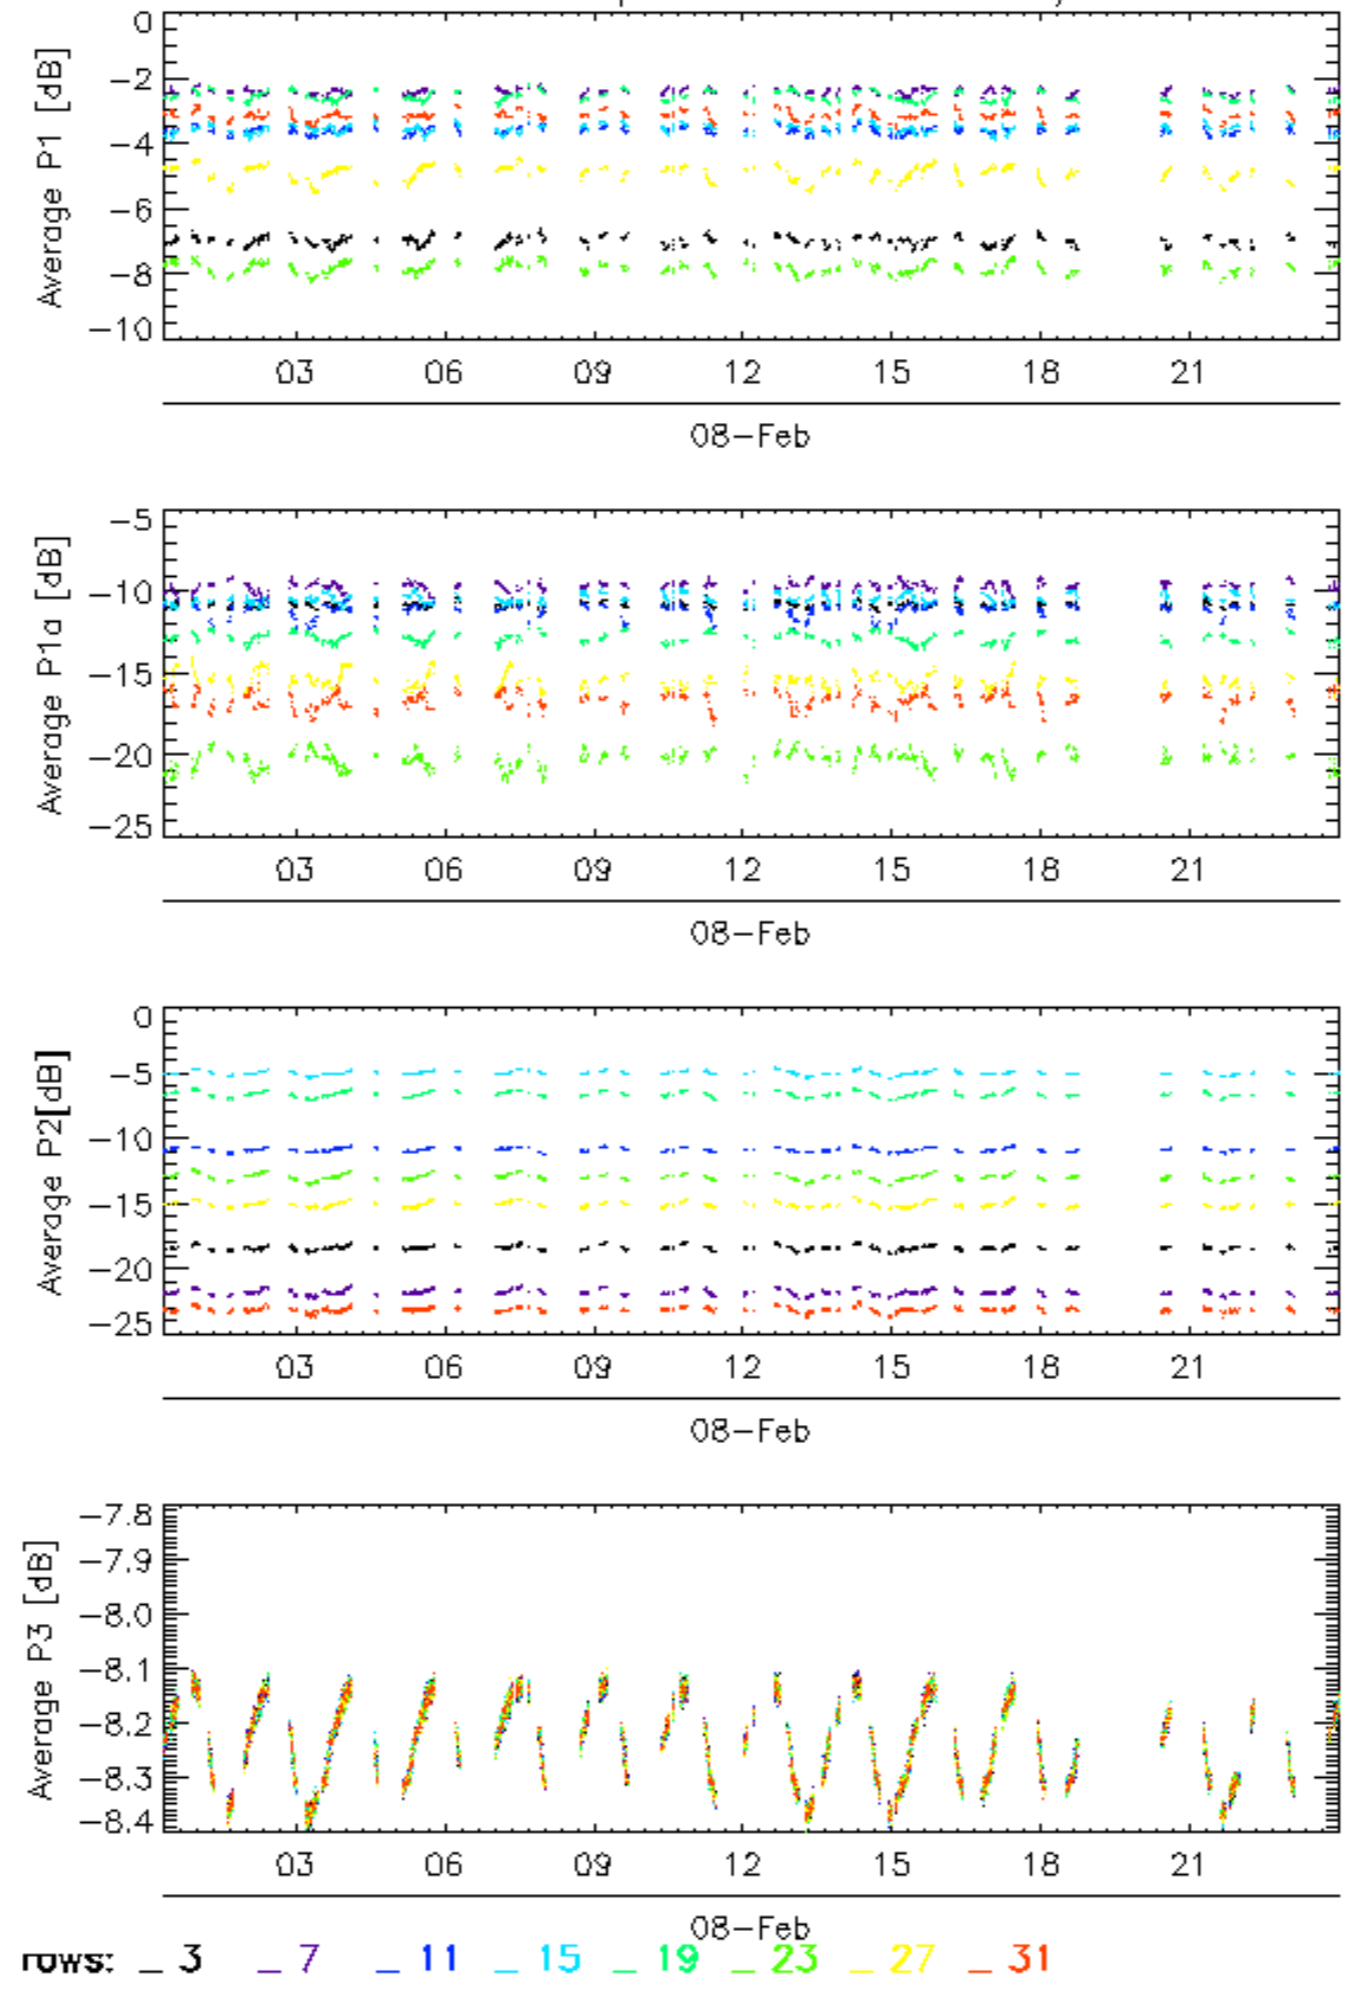 0
−2
−4
−6
−8
−10
Average P1 [dB]
03 06 09 12 15 18 21
08−Feb
−5
−10
−15
−20
−25
Average P1a [dB]
03 06 09 12 15 18 21
08−Feb
0
−5
−10
−15
−20
−25
Average P2[dB]
03 06 09 12 15 18 21
08−Feb
−7.8
−7.9
−8.0
−8.1
−8.2
−8.3
−8.4
Average P3 [dB]
03 06 09 12 15 18 21
08−Feb
rows: _ 3 _ 7 _ 11 _ 15 _ 19 _ 23 _ 27 _ 31